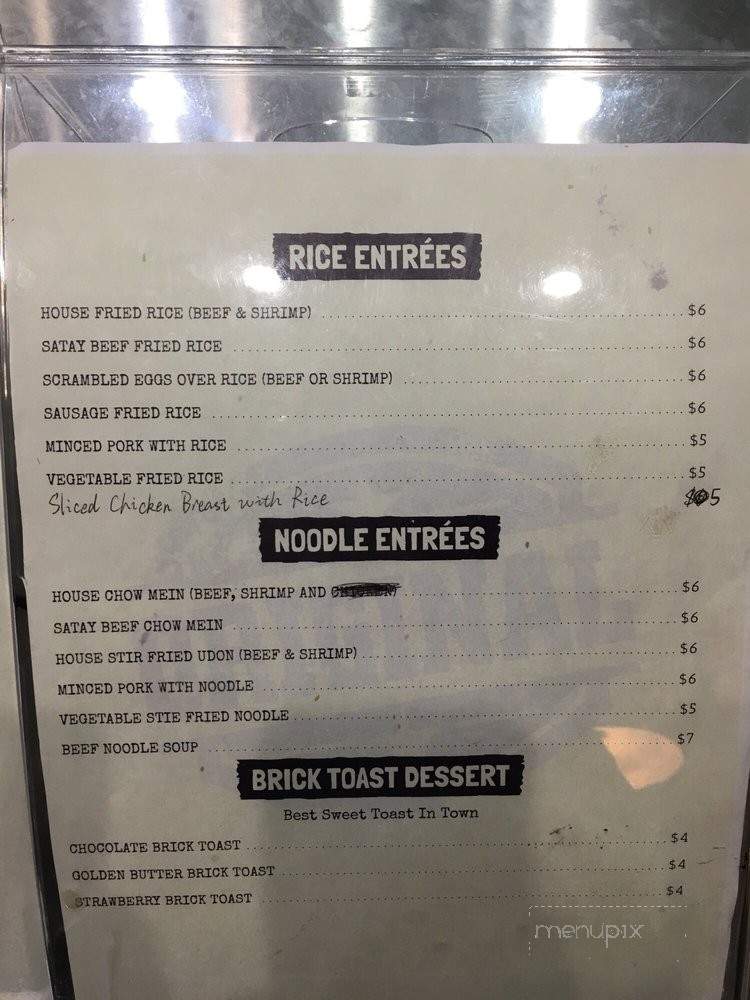 RICE ENTRÉES
HOUSE FRIED RICE (BEEF & SHRIMP) $6
SATAY BEEF FRIED RICE $6
SCRAMBLED EGGS OVER RICE (BEEF OR SHRIMP) $6
SAUSAGE FRIED RICE $6
MINCED PORK WITH RICE $5
VEGETABLE FRIED RICE $5
Sliced Chicken Breast with Rice $5
NOODLE ENTRÉES
HOUSE CHOW MEIN (BEEF, SHRIMP AND $6
SATAY BEEF CHOW MEIN $6
HOUSE STIR FRIED UDON (BEEF & SHRIMP) $6
MINCED PORK WITH NOODLE $6
VEGETABLE STIE FRIED NOODLE $5
BEEF NOODLE SOUP $7
BRICK TOAST DESSERT
Best Sweet Toast In Town
CHOCOLATE BRICK TOAST $4
GOLDEN BUTTER BRICK TOAST $4
STRAWBERRY BRICK TOAST $4
menupix